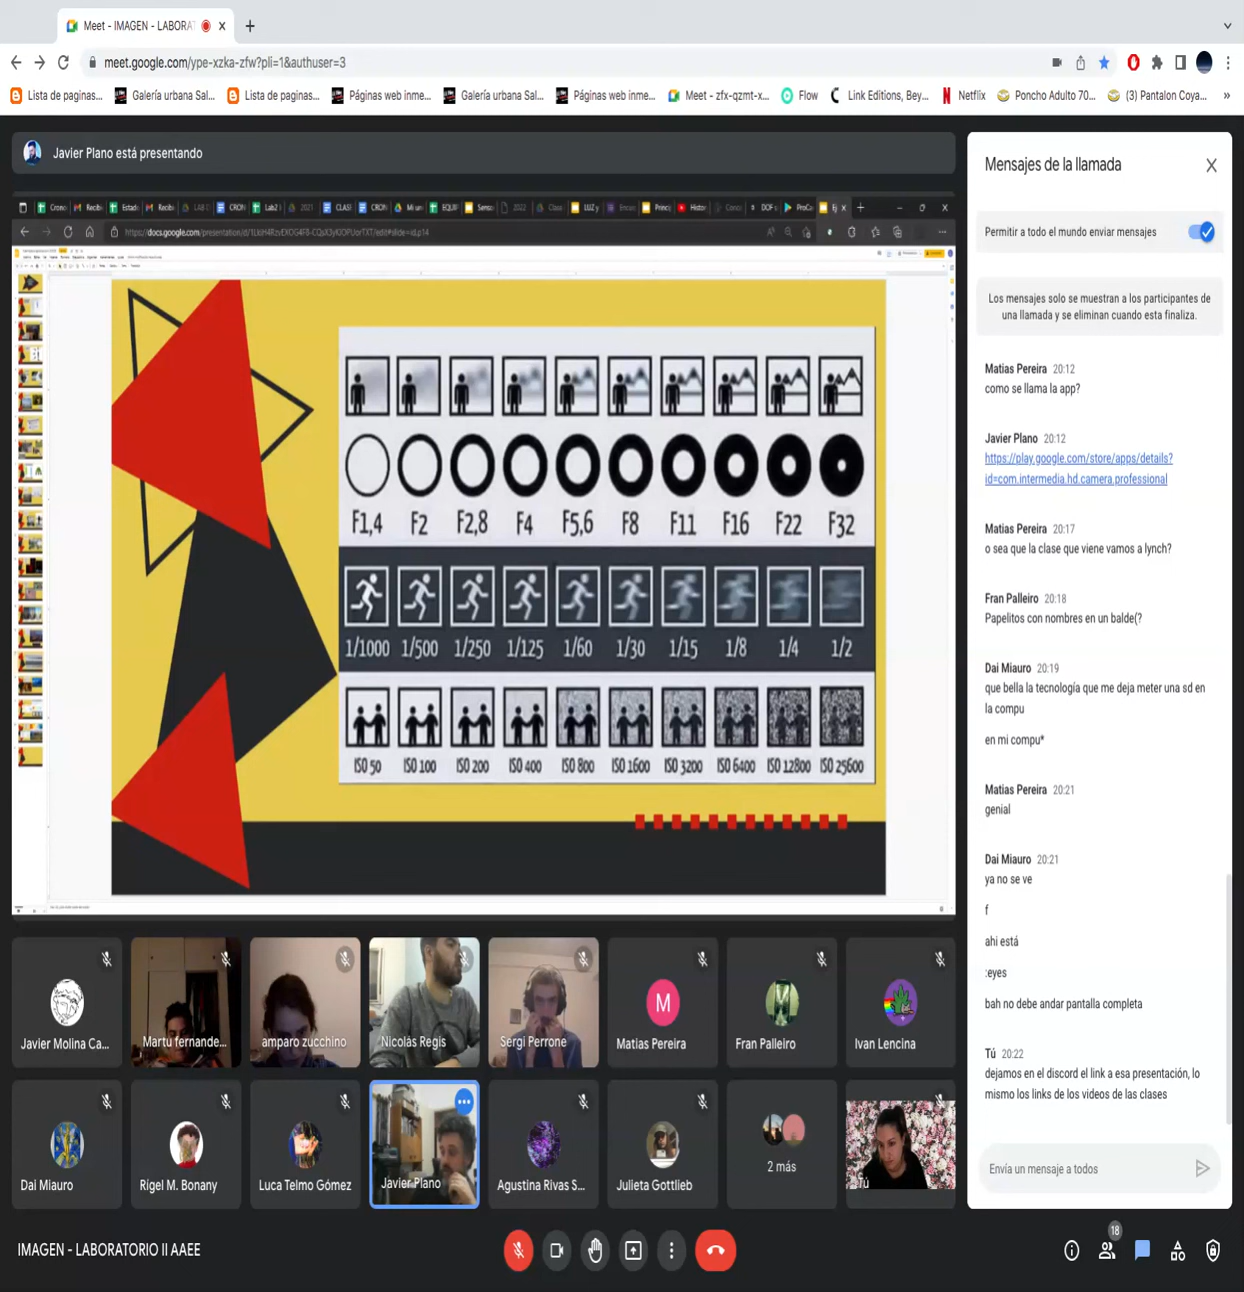 Meet - IMAGEN - LABORAT
meet.google.com/ype-xzka-zfw?pli=1&authuser=3
Lista de paginas...
Galería urbana Sal...
Lista de paginas...
Páginas web inme...
Galería urbana Sal...
Páginas web inme...
Meet - zfx-qzmt-x...
Flow
Link Editions, Bey...
Netflix
Poncho Adulto 70...
(3) Pantalon Coya...
»
Javier Plano está presentando
F1,4 F2 F2,8 F4 F5,6 F8 F11 F16 F22 F32
1/1000 1/500 1/250 1/125 1/60 1/30 1/15 1/8 1/4 1/2
ISO 50 ISO 100 ISO 200 ISO 400 ISO 800 ISO 1600 ISO 3200 ISO 6400 ISO 12800 ISO 25600
Javier Molina Ca...
Martu fernande...
amparo zucchino
Nicolás Regis
Sergi Perrone
M
Matias Pereira
Fran Palleiro
Ivan Lencina
Dai Miauro
Rígel M. Bonany
Luca Telmo Gómez
Javier Plano
Agustina Rivas S...
Julieta Gottlieb
2 más
Tú
IMAGEN - LABORATORIO II AAEE
18
Mensajes de la llamada
Permitir a todo el mundo enviar mensajes
Los mensajes solo se muestran a los participantes de
una llamada y se eliminan cuando esta finaliza.
Matias Pereira 20:12
como se llama la app?
Javier Plano 20:12
https://play.google.com/store/apps/details?
id=com.intermedia.hd.camera.professional
Matias Pereira 20:17
o sea que la clase que viene vamos a lynch?
Fran Palleiro 20:18
Papelitos con nombres en un balde(?
Dai Miauro 20:19
que bella la tecnología que me deja meter una sd en
la compu
en mi compu*
Matias Pereira 20:21
genial
Dai Miauro 20:21
ya no se ve
f
ahi está
:eyes
bah no debe andar pantalla completa
Tú 20:22
dejamos en el discord el link a esa presentación, lo
mismo los links de los videos de las clases
Envía un mensaje a todos